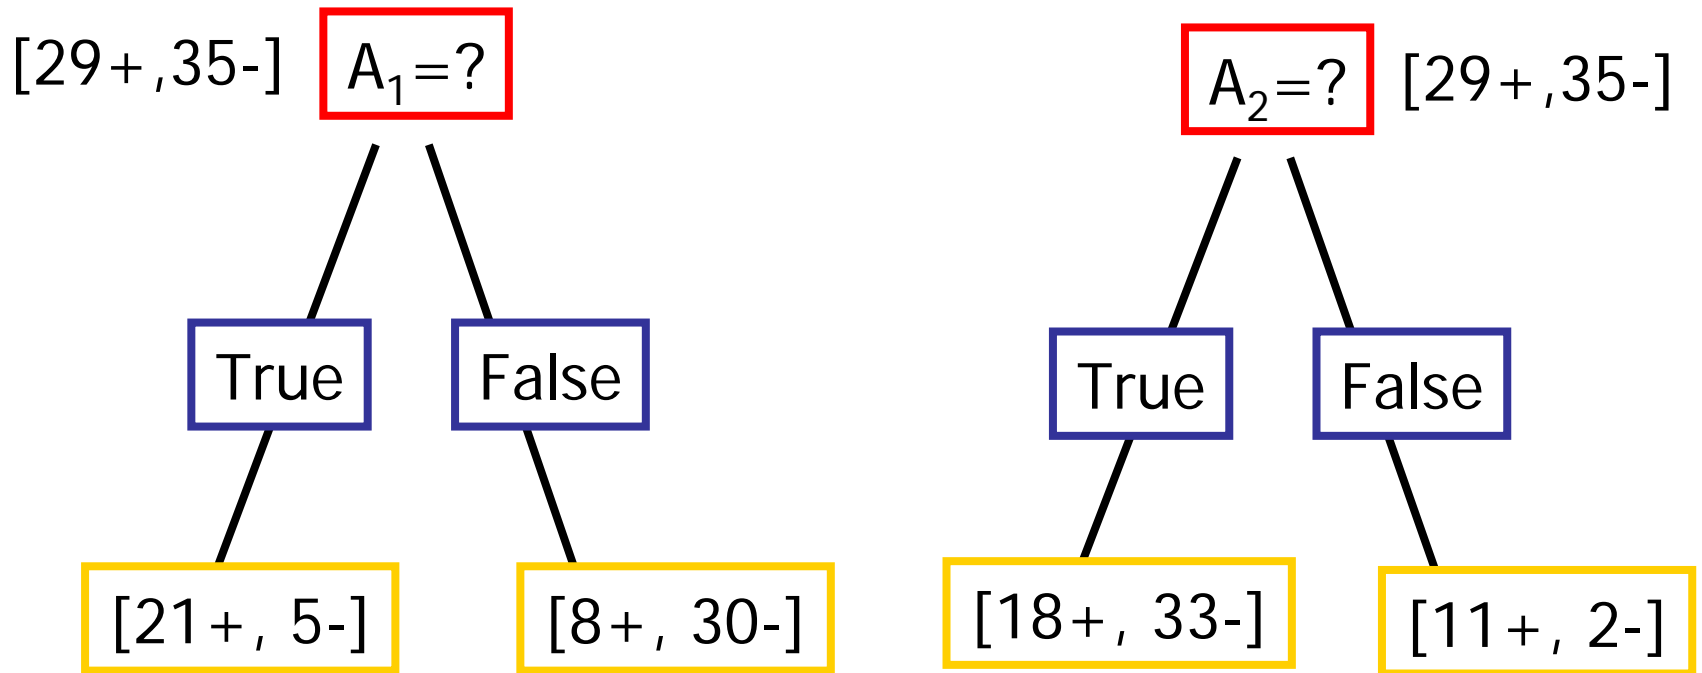 [29+,35-] A₁=?
True False
[21+, 5-] [8+, 30-]
A₂=? [29+,35-]
True False
[18+, 33-] [11+, 2-]